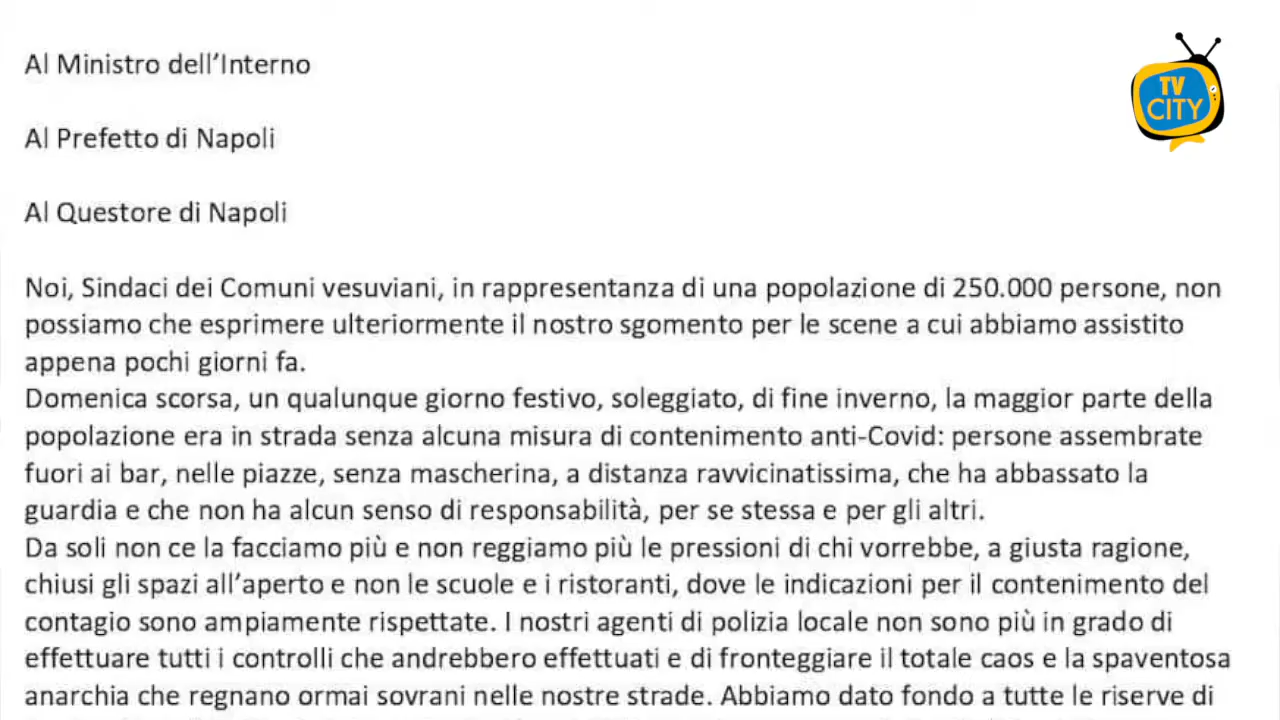 Al Ministro dell’Interno
TV
CITY
Al Prefetto di Napoli
Al Questore di Napoli
Noi, Sindaci dei Comuni vesuviani, in rappresentanza di una popolazione di 250.000 persone, non
possiamo che esprimere ulteriormente il nostro sgomento per le scene a cui abbiamo assistito
appena pochi giorni fa.
Domenica scorsa, un qualunque giorno festivo, soleggiato, di fine inverno, la maggior parte della
popolazione era in strada senza alcuna misura di contenimento anti-Covid: persone assembrate
fuori ai bar, nelle piazze, senza mascherina, a distanza ravvicinatissima, che ha abbassato la
guardia e che non ha alcun senso di responsabilità, per se stessa e per gli altri.
Da soli non ce la facciamo più e non reggiamo più le pressioni di chi vorrebbe, a giusta ragione,
chiusi gli spazi all’aperto e non le scuole e i ristoranti, dove le indicazioni per il contenimento del
contagio sono ampiamente rispettate. I nostri agenti di polizia locale non sono più in grado di
effettuare tutti i controlli che andrebbero effettuati e di fronteggiare il totale caos e la spaventosa
anarchia che regnano ormai sovrani nelle nostre strade. Abbiamo dato fondo a tutte le riserve di